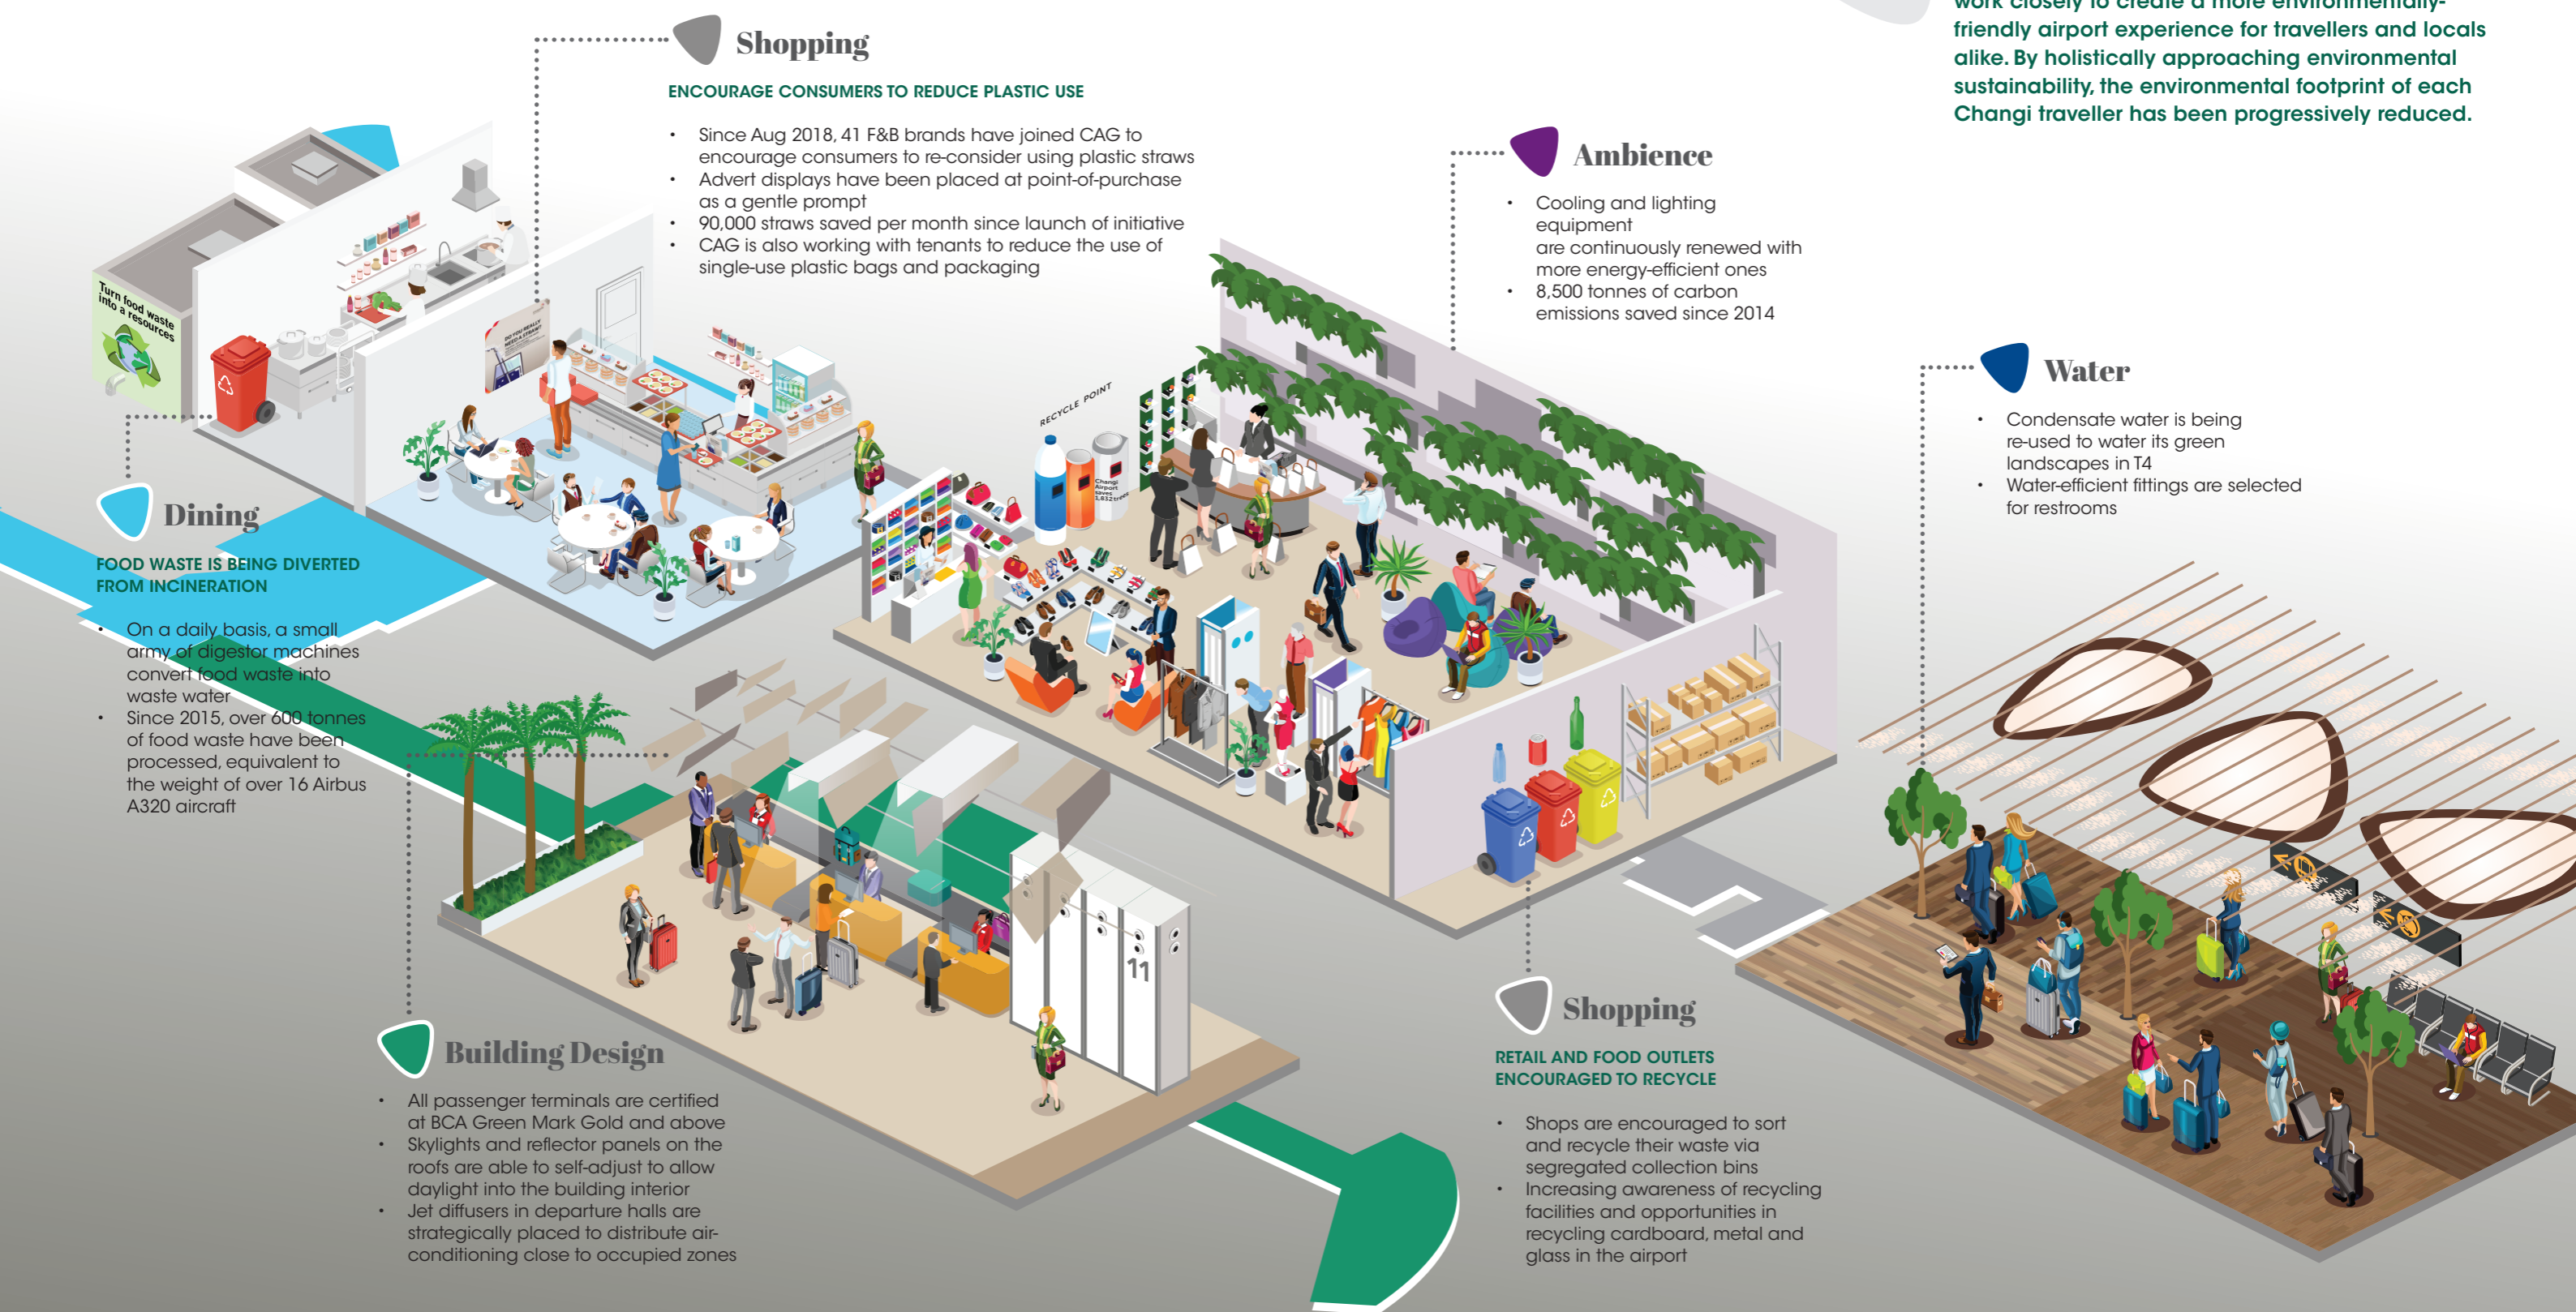 work closely to create a more environmentally-
friendly airport experience for travellers and locals
alike. By holistically approaching environmental
sustainability, the environmental footprint of each
Changi traveller has been progressively reduced.
Shopping
ENCOURAGE CONSUMERS TO REDUCE PLASTIC USE
• Since Aug 2018, 41 F&B brands have joined CAG to
encourage consumers to re-consider using plastic straws
• Advert displays have been placed at point-of-purchase
as a gentle prompt
• 90,000 straws saved per month since launch of initiative
• CAG is also working with tenants to reduce the use of
single-use plastic bags and packaging
Ambience
• Cooling and lighting
equipment
are continuously renewed with
more energy-efficient ones
• 8,500 tonnes of carbon
emissions saved since 2014
Water
• Condensate water is being
re-used to water its green
landscapes in T4
• Water-efficient fittings are selected
for restrooms
Turn food waste
into a resources
DO YOU REALLY
NEED A STRAW?
RECYCLE POINT
Changi
Airport
saves
1,832 trees
Dining
FOOD WASTE IS BEING DIVERTED
FROM INCINERATION
• On a daily basis, a small
army of digestor machines
convert food waste into
waste water
• Since 2015, over 600 tonnes
of food waste have been
processed, equivalent to
the weight of over 16 Airbus
A320 aircraft
11
Building Design
• All passenger terminals are certified
at BCA Green Mark Gold and above
• Skylights and reflector panels on the
roofs are able to self-adjust to allow
daylight into the building interior
• Jet diffusers in departure halls are
strategically placed to distribute air-
conditioning close to occupied zones
Shopping
RETAIL AND FOOD OUTLETS
ENCOURAGED TO RECYCLE
• Shops are encouraged to sort
and recycle their waste via
segregated collection bins
• Increasing awareness of recycling
facilities and opportunities in
recycling cardboard, metal and
glass in the airport